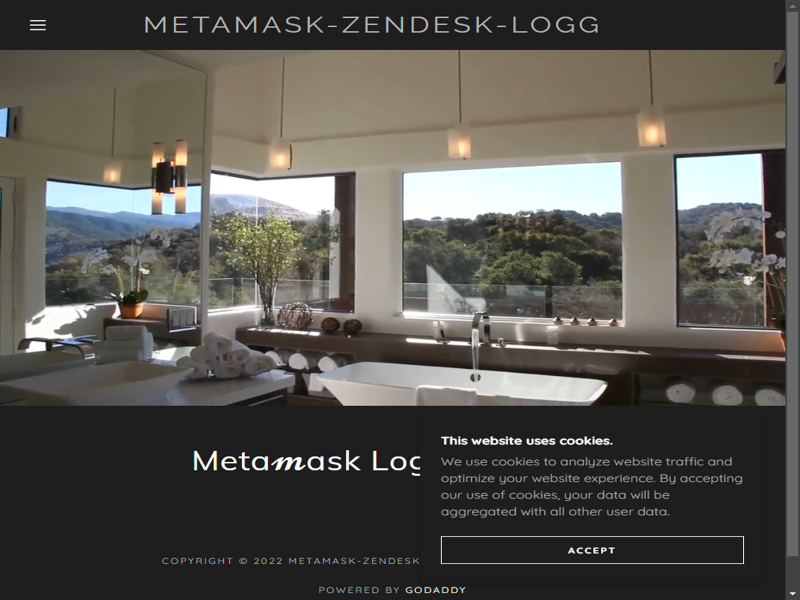 METAMASK-ZENDESK-LOGG
Metamask Log
This website uses cookies.
We use cookies to analyze website traffic and
optimize your website experience. By accepting
our use of cookies, your data will be
aggregated with all other user data.
ACCEPT
COPYRIGHT © 2022 METAMASK-ZENDESK
POWERED BY GODADDY